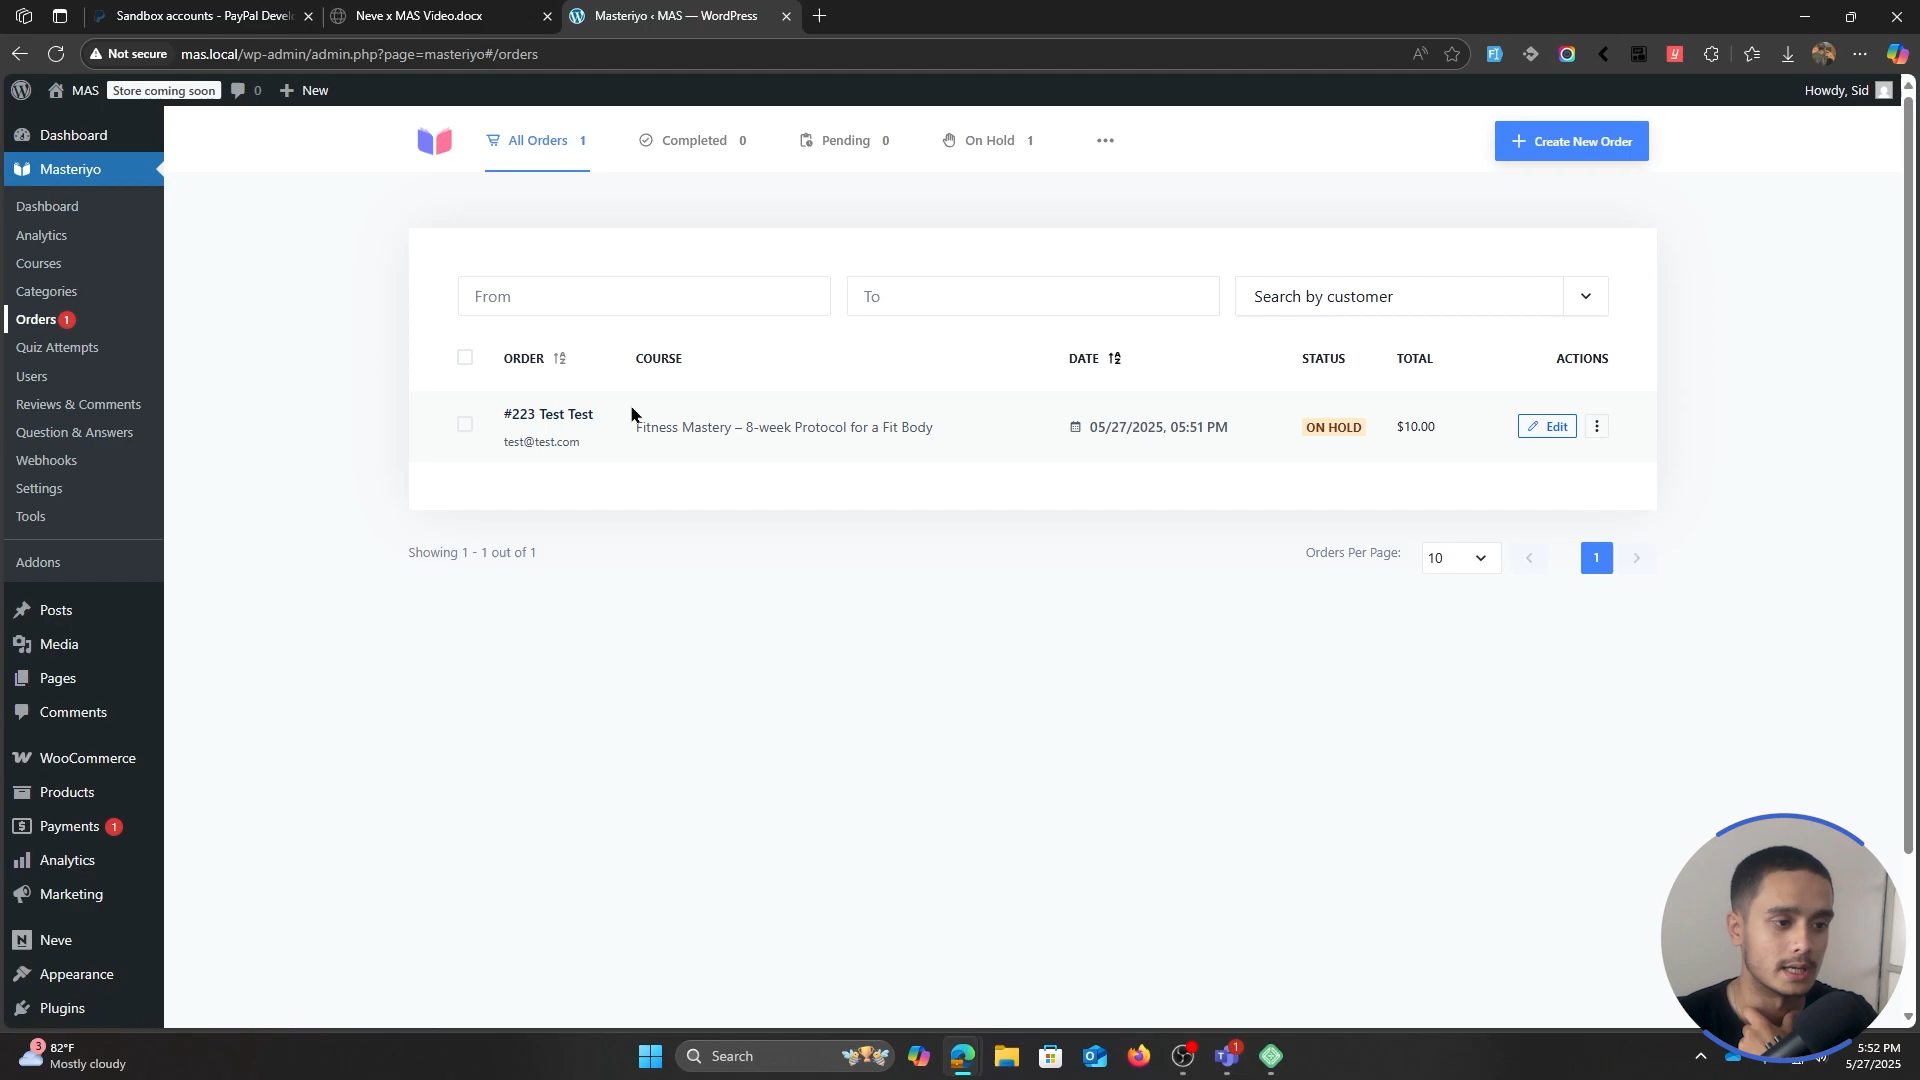 Sandbox accounts - PayPal Devel
Neve x MAS Video.docx
Masteriyo ‹ MAS — WordPress
Not secure
mas.local/wp-admin/admin.php?page=masteriyo#/orders
MAS
Store coming soon
0
New
Howdy, Sid
Dashboard
Masteriyo
Dashboard
Analytics
Courses
Categories
Orders 1
Quiz Attempts
Users
Reviews & Comments
Question & Answers
Webhooks
Settings
Tools
Addons
Posts
Media
Pages
Comments
WooCommerce
Products
Payments 1
Analytics
Marketing
Neve
Appearance
Plugins
All Orders 1
Completed 0
Pending 0
On Hold 1
Create New Order
From
To
Search by customer
ORDER
COURSE
DATE
STATUS
TOTAL
ACTIONS
#223 Test Test
test@test.com
Fitness Mastery – 8-week Protocol for a Fit Body
05/27/2025, 05:51 PM
ON HOLD
$10.00
Edit
Showing 1 - 1 out of 1
Orders Per Page:
10
1
3
82°F
Mostly cloudy
Search
1
5:52 PM
5/27/2025